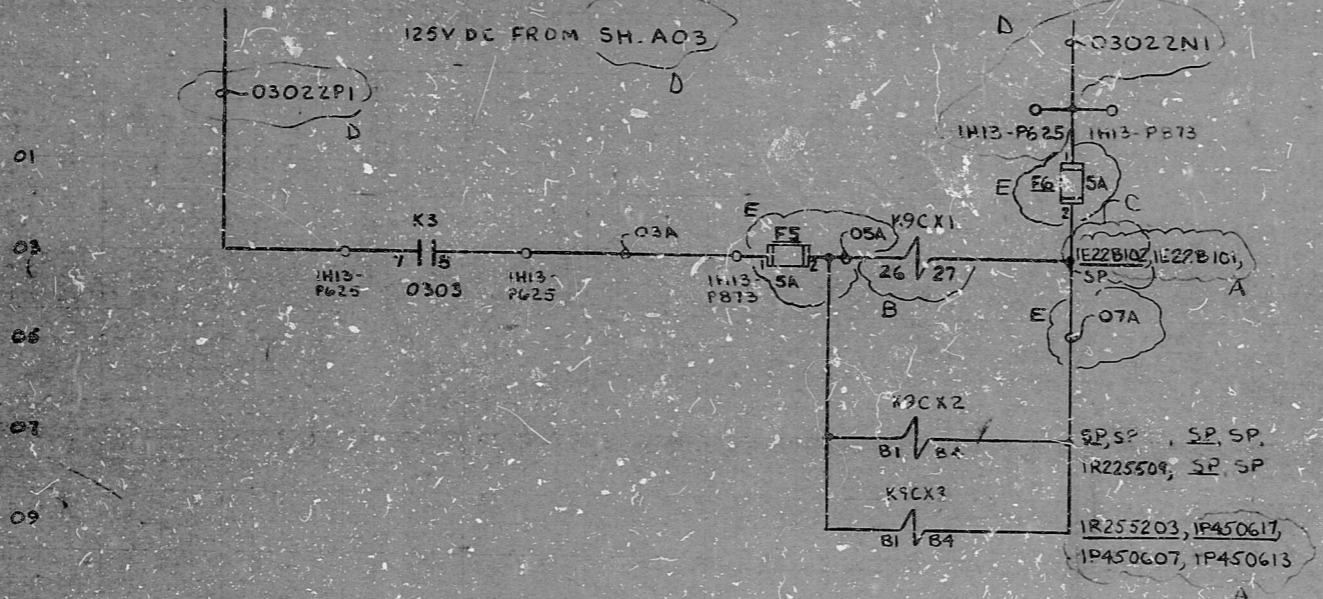 125V DC FROM SH. A03
D
D
03022N1
03022P1
D
1H13-P625
1H13-P873
01
E
F6
5A
2
C
K3
03A
E
F5
05A
K9CX1
03
7
5
2
26
27
1E22B102, 1E22B101,
SP
A
1H13-
P625
0303
1H13-
P625
1H13-
P873
5A
B
E
07A
05
K9CX2
07
B1
B4
SP, SP, SP, SP,
1R225509, SP, SP
K9CX3
09
B1
B4
1R255203, 1P450617,
1P450607, 1P450613
A